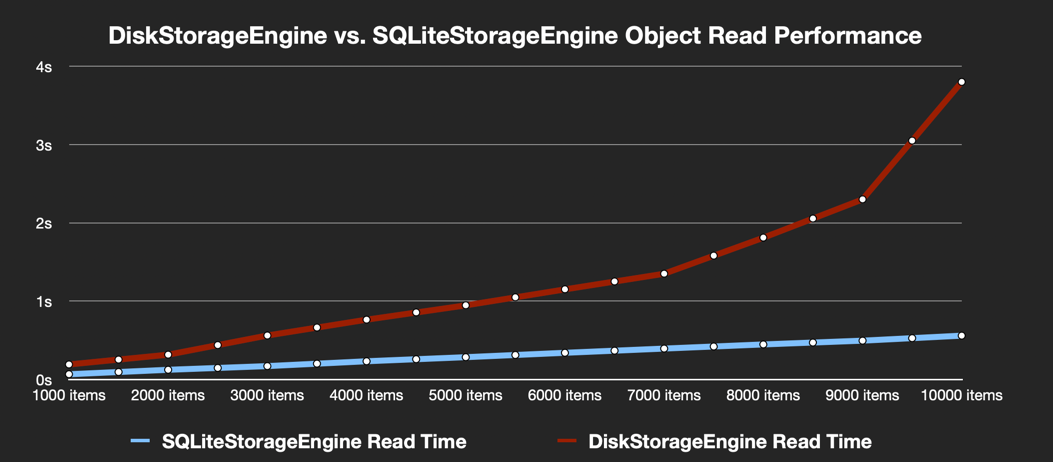 DiskStorageEngine vs. SQLiteStorageEngine Object Read Performance
4s
3s
2s
1s
0s
1000 items 2000 items 3000 items 4000 items 5000 items 6000 items 7000 items 8000 items 9000 items 10000 items
SQLiteStorageEngine Read Time DiskStorageEngine Read Time